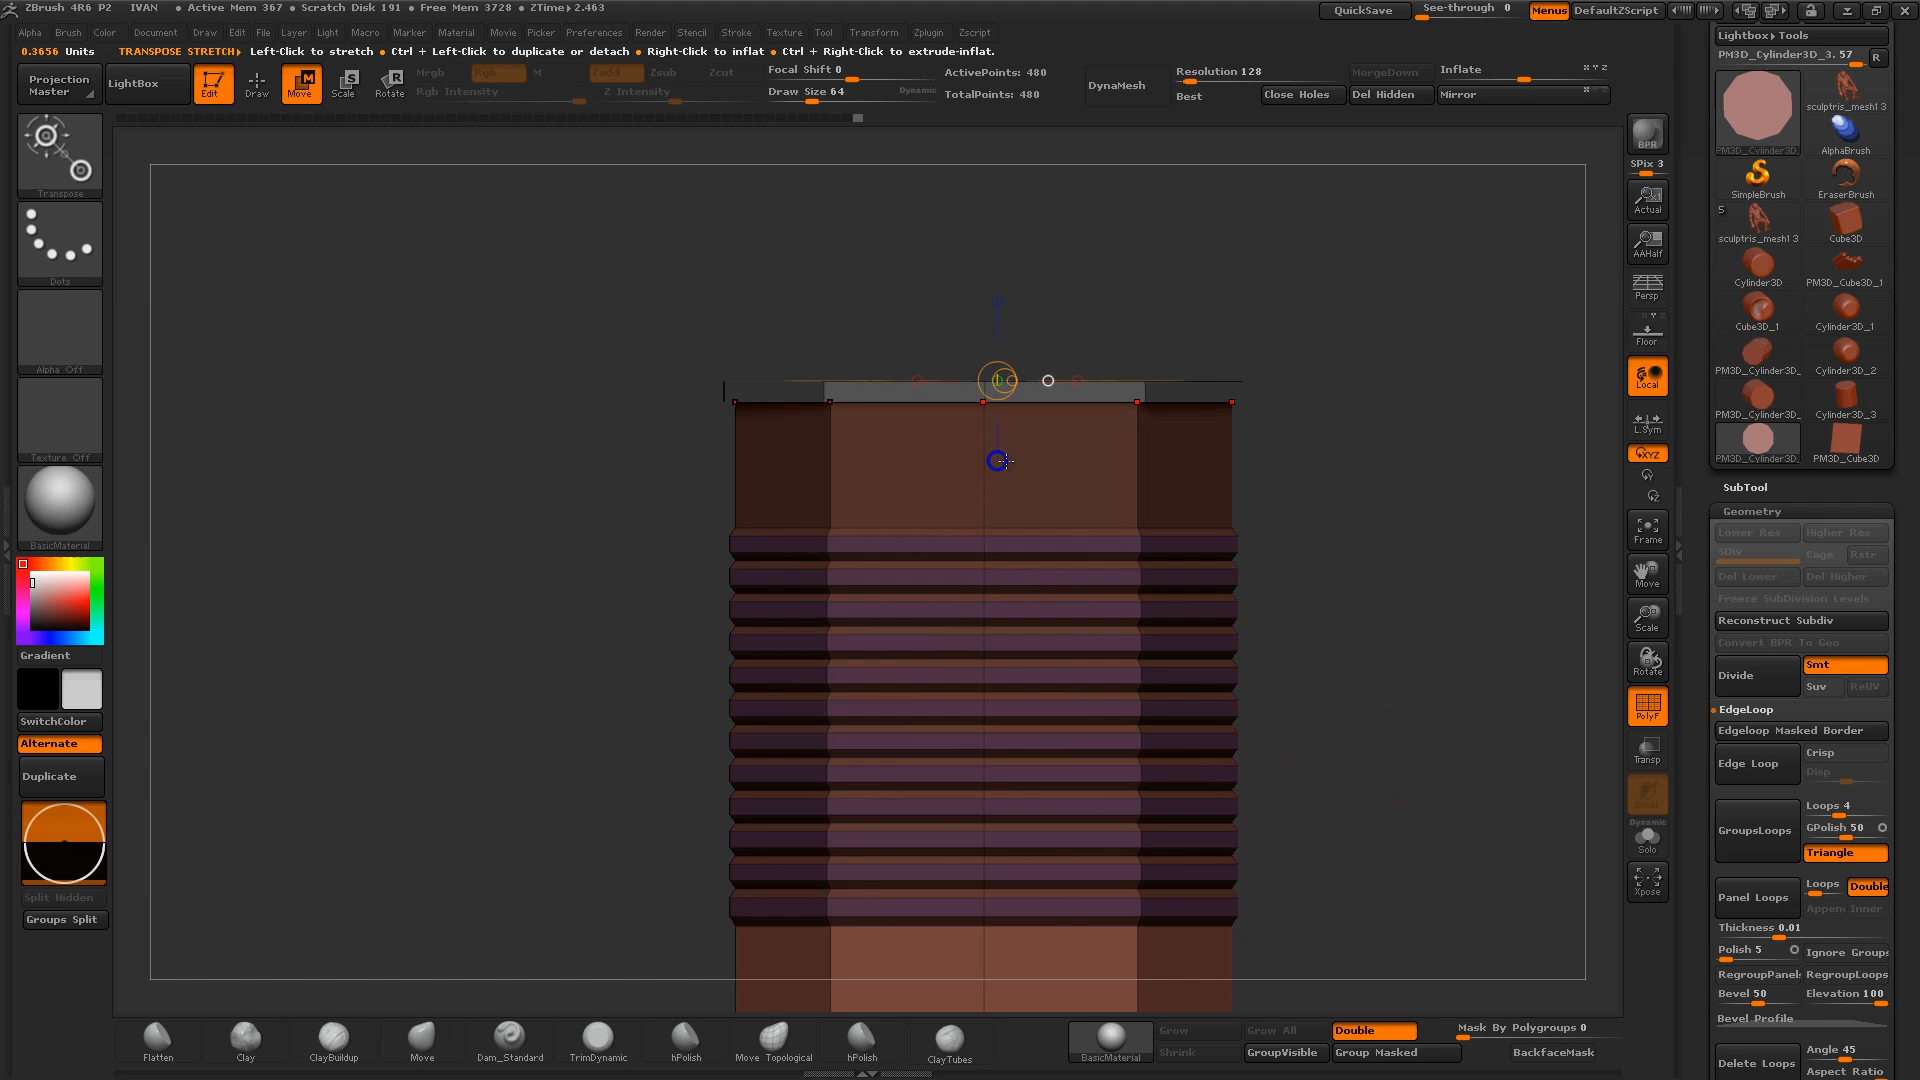 ZBrush 4R6 P2 IVAN • Active Mem 367 • Scratch Disk 191 • Free Mem 3728 • ZTime▸2.463
QuickSave See-through 0 Menus DefaultZScript
Alpha Brush Color Document Draw Edit File Layer Light Macro Marker Material Movie Picker Preferences Render Stencil Stroke Texture Tool Transform Zplugin Zscript
0.3656 Units TRANSPOSE STRETCH▸ Left-Click to stretch • Ctrl + Left-Click to duplicate or detach • Right-Click to inflat • Ctrl + Right-Click to extrude-inflat.
Projection Master LightBox Edit Draw Move Scale Rotate
Mrgb Rgb M Zadd Zsub Zcut
Rgb Intensity Z Intensity
Focal Shift 0
Draw Size 64 Dynamic
ActivePoints: 480
TotalPoints: 480
DynaMesh
Resolution 128 MergeDown Inflate
Best Close Holes Del Hidden Mirror
Transpose
Dots
Alpha Off
Texture Off
BasicMaterial
Gradient
SwitchColor
Alternate
Duplicate
Split Hidden
Groups Split
BPR
SPix 3
Actual
AAHalf
Persp
Floor
Local
L.Sym
XYZ
Frame
Move
Scale
Rotate
PolyF
Transp
Ghost
Dynamic
Solo
Xpose
Lightbox▸Tools
PM3D_Cylinder3D_3. 57 R
sculptris_mesh13
PM3D_Cylinder3D_ AlphaBrush
SimpleBrush EraserBrush
5
sculptris_mesh13 Cube3D
Cylinder3D PM3D_Cube3D_1
Cube3D_1 Cylinder3D_1
PM3D_Cylinder3D_ Cylinder3D_2
PM3D_Cylinder3D_ Cylinder3D_3
PM3D_Cylinder3D_ PM3D_Cube3D
SubTool
Geometry
Lower Res Higher Res
SDiv Cage Rstr
Del Lower Del Higher
Freeze SubDivision Levels
Reconstruct Subdiv
Convert BPR To Geo
Divide Smt
Suv ReUV
EdgeLoop
Edgeloop Masked Border
Edge Loop Crisp
Disp
GroupsLoops Loops 4
GPolish 50
Triangle
Panel Loops Loops Double
Append Inner
Thickness 0.01
Polish 5 Ignore Groups
RegroupPanels RegroupLoops
Bevel 50 Elevation 100
Bevel Profile
Delete Loops Angle 45
Aspect Ratio
Flatten Clay ClayBuildup Move Dam_Standard TrimDynamic hPolish Move Topological hPolish ClayTubes
BasicMaterial
Grow Grow All Double Mask By Polygroups 0
Shrink GroupVisible Group Masked BackfaceMask